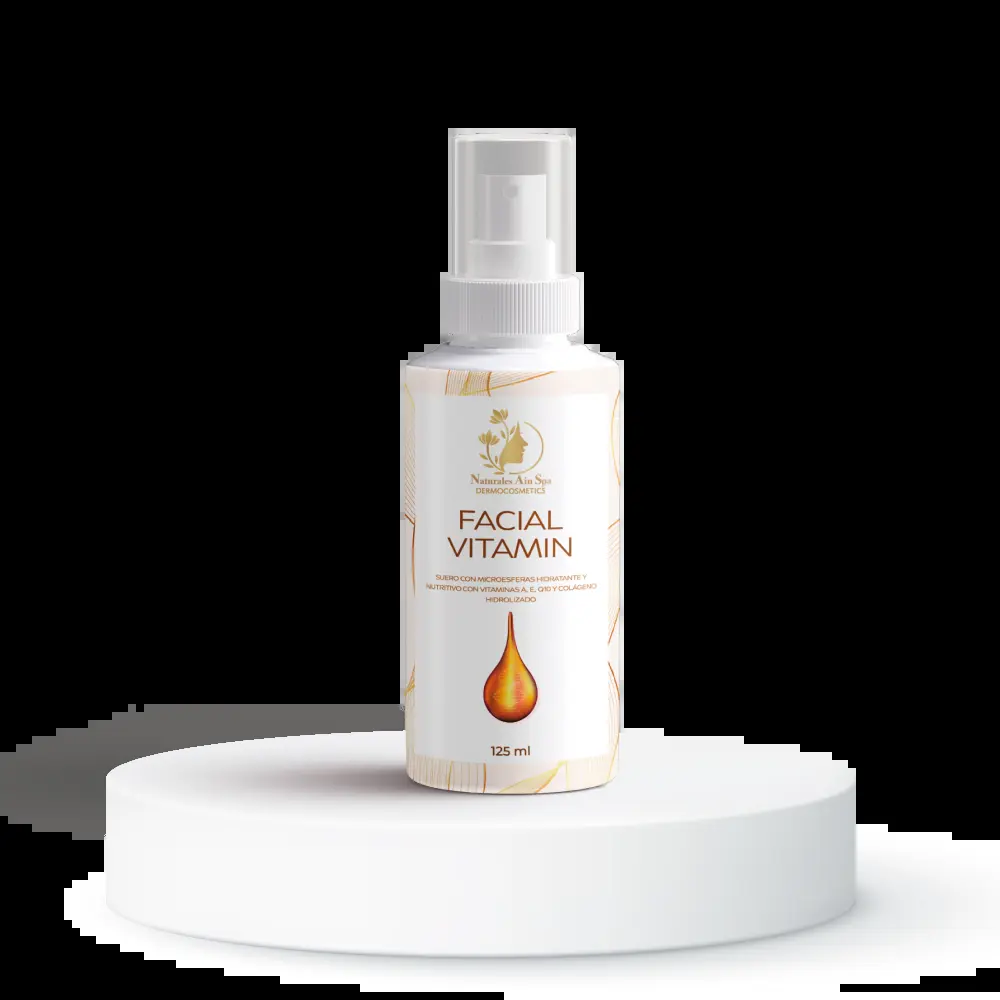 Naturales Ain Spa
DERMOCOSMETICS
FACIAL
VITAMIN
SUERO CON MICROESFERAS HIDRATANTE Y
NUTRITIVO CON VITAMINAS A, E, Q10 Y COLÁGENO
HIDROLIZADO
125 ml